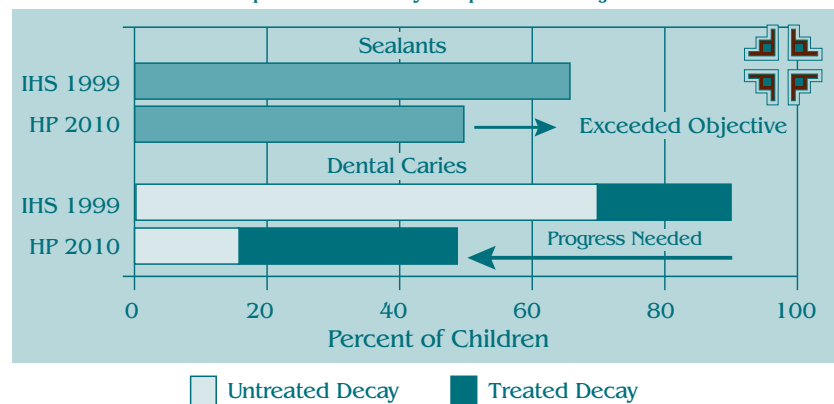 Sealants
IHS 1999
HP 2010
Exceeded Objective
Dental Caries
IHS 1999
HP 2010
Progress Needed
0 20 40 60 80 100
Percent of Children
Untreated Decay Treated Decay